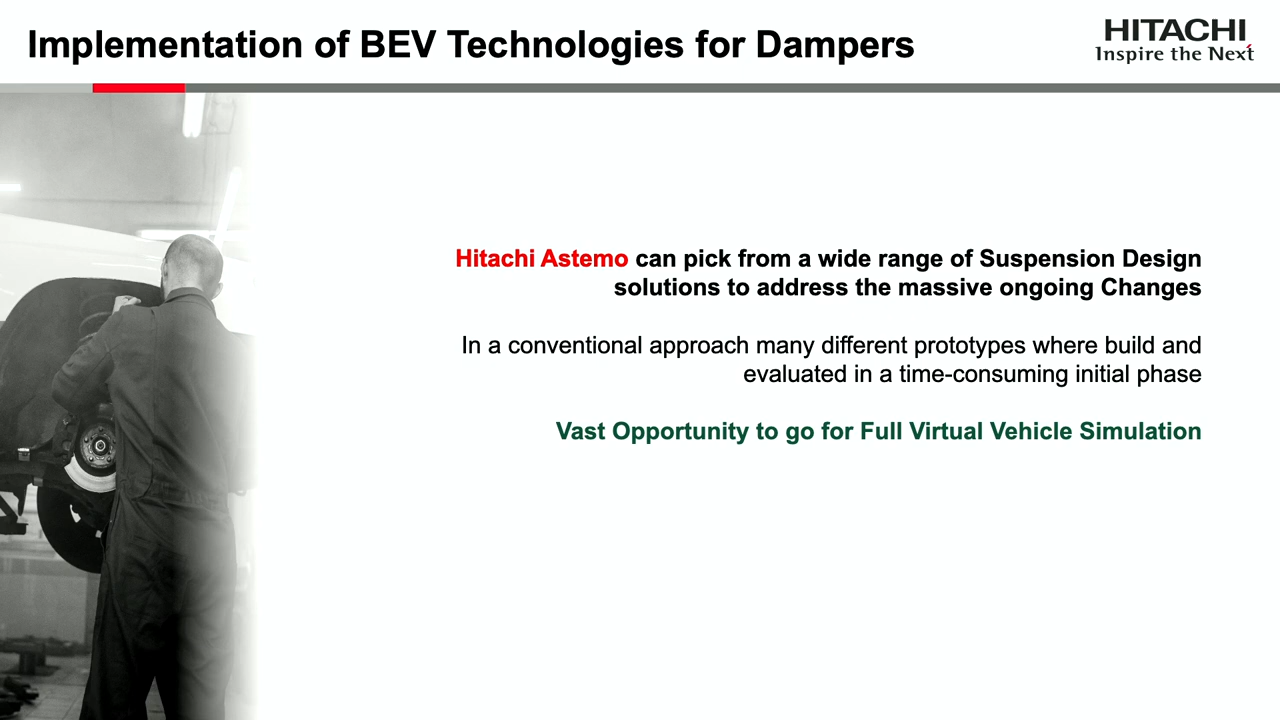 Implementation of BEV Technologies for Dampers
HITACHI
Inspire the Next
Hitachi Astemo can pick from a wide range of Suspension Design
solutions to address the massive ongoing Changes
In a conventional approach many different prototypes where build and
evaluated in a time-consuming initial phase
Vast Opportunity to go for Full Virtual Vehicle Simulation